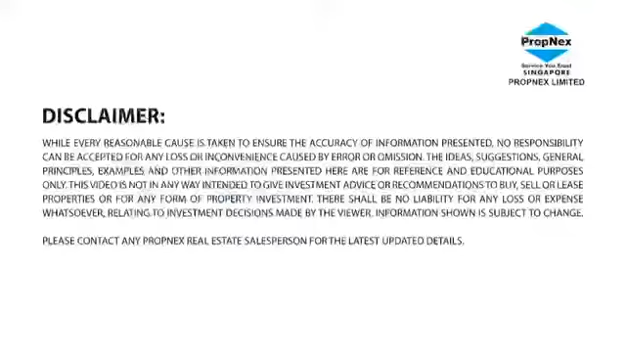 PropNex
Service You Trust
SINGAPORE
PROPNEX LIMITED
DISCLAIMER:
WHILE EVERY REASONABLE CAUSE IS TAKEN TO ENSURE THE ACCURACY OF INFORMATION PRESENTED, NO RESPONSIBILITY
CAN BE ACCEPTED FOR ANY LOSS OR INCONVENIENCE CAUSED BY ERROR OR OMISSION. THE IDEAS, SUGGESTIONS, GENERAL
PRINCIPLES, EXAMPLES AND OTHER INFORMATION PRESENTED HERE ARE FOR REFERENCE AND EDUCATIONAL PURPOSES
ONLY. THIS VIDEO IS NOT IN ANY WAY INTENDED TO GIVE INVESTMENT ADVICE OR RECOMMENDATIONS TO BUY, SELL OR LEASE
PROPERTIES OR FOR ANY FORM OF PROPERTY INVESTMENT. THERE SHALL BE NO LIABILITY FOR ANY LOSS OR EXPENSE
WHATSOEVER, RELATING TO INVESTMENT DECISIONS MADE BY THE VIEWER. INFORMATION SHOWN IS SUBJECT TO CHANGE.
PLEASE CONTACT ANY PROPNEX REAL ESTATE SALESPERSON FOR THE LATEST UPDATED DETAILS.